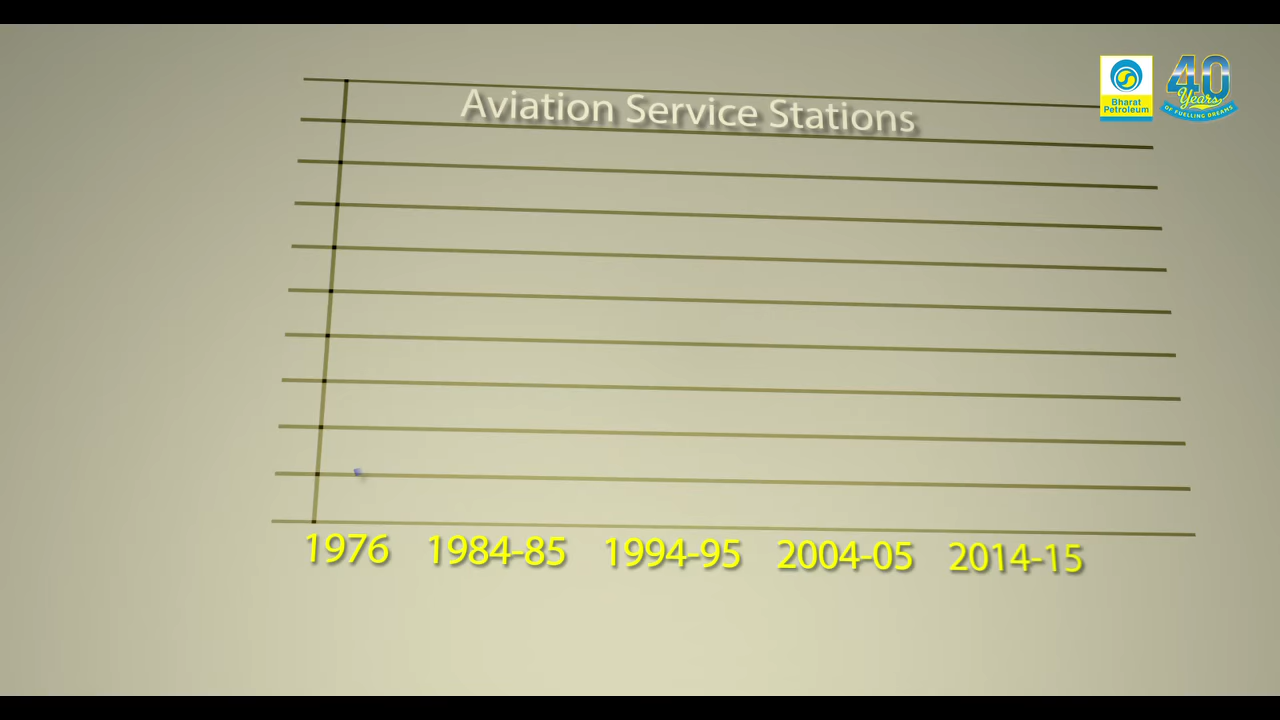 Aviation Service Stations
Bharat
Petroleum
40
Years
OF FUELLING DREAMS
1976 1984-85 1994-95 2004-05 2014-15